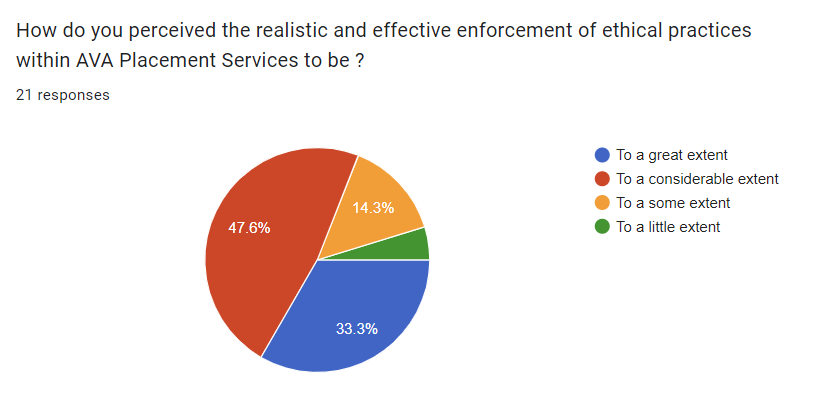 How do you perceived the realistic and effective enforcement of ethical practices
within AVA Placement Services to be ?
21 responses
To a great extent
To a considerable extent
To a some extent
To a little extent
14.3%
47.6%
33.3%